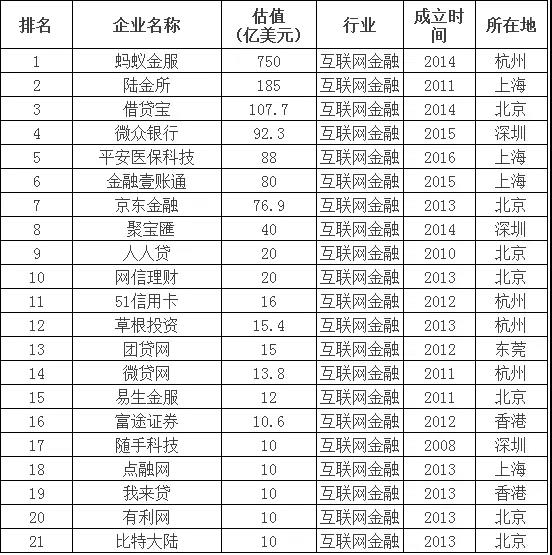 排名 企业名称 估值（亿美元） 行业 成立时间 所在地
1 蚂蚁金服 750 互联网金融 2014 杭州
2 陆金所 185 互联网金融 2011 上海
3 借贷宝 107.7 互联网金融 2014 北京
4 微众银行 92.3 互联网金融 2015 深圳
5 平安医保科技 88 互联网金融 2016 上海
6 金融壹账通 80 互联网金融 2015 上海
7 京东金融 76.9 互联网金融 2013 北京
8 聚宝匯 40 互联网金融 2014 深圳
9 人人贷 20 互联网金融 2010 北京
10 网信理财 20 互联网金融 2013 北京
11 51信用卡 16 互联网金融 2012 杭州
12 草根投资 15.4 互联网金融 2013 杭州
13 团贷网 15 互联网金融 2012 东莞
14 微贷网 13.8 互联网金融 2011 杭州
15 易生金服 12 互联网金融 2011 北京
16 富途证券 10.6 互联网金融 2012 香港
17 随手科技 10 互联网金融 2008 深圳
18 点融网 10 互联网金融 2013 上海
19 我来贷 10 互联网金融 2013 香港
20 有利网 10 互联网金融 2013 北京
21 比特大陆 10 互联网金融 2013 北京